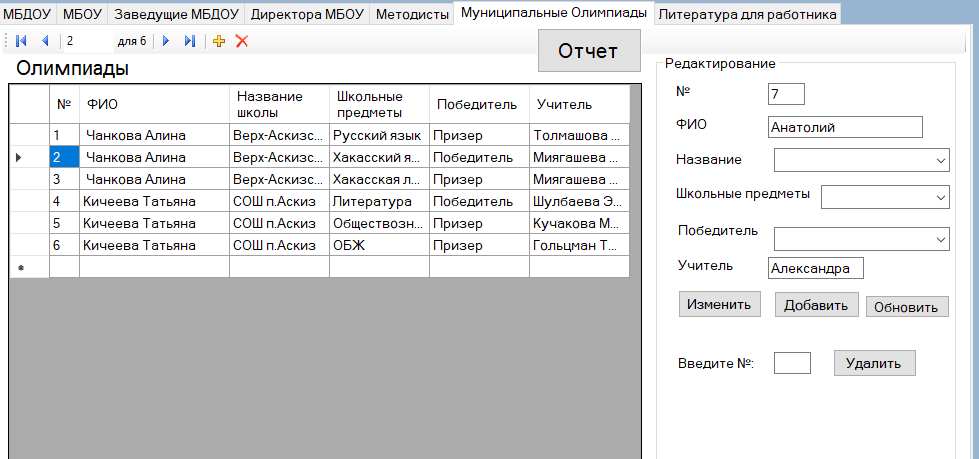 МБДОУ МБОУ Заведущие МБДОУ Директора МБОУ Методисты Муниципальные Олимпиады Литература для работника
2 для 6
Отчет
Олимпиады
№ ФИО Название школы Школьные предметы Победитель Учитель
1 Чанкова Алина Верх-Аскизс... Русский язык Призер Толмашова ...
2 Чанкова Алина Верх-Аскизс... Хакасский я... Победитель Миягашева ...
3 Чанкова Алина Верх-Аскизс... Хакасская л... Призер Миягашева ...
4 Кичеева Татьяна СОШ п.Аскиз Литература Победитель Шулбаева Э...
5 Кичеева Татьяна СОШ п.Аскиз Обществозн... Призер Кучакова М...
6 Кичеева Татьяна СОШ п.Аскиз ОБЖ Призер Гольцман Т...
Редактирование
№ 7
ФИО Анатолий
Название
Школьные предметы
Победитель
Учитель Александра
Изменить Добавить Обновить
Введите №: Удалить